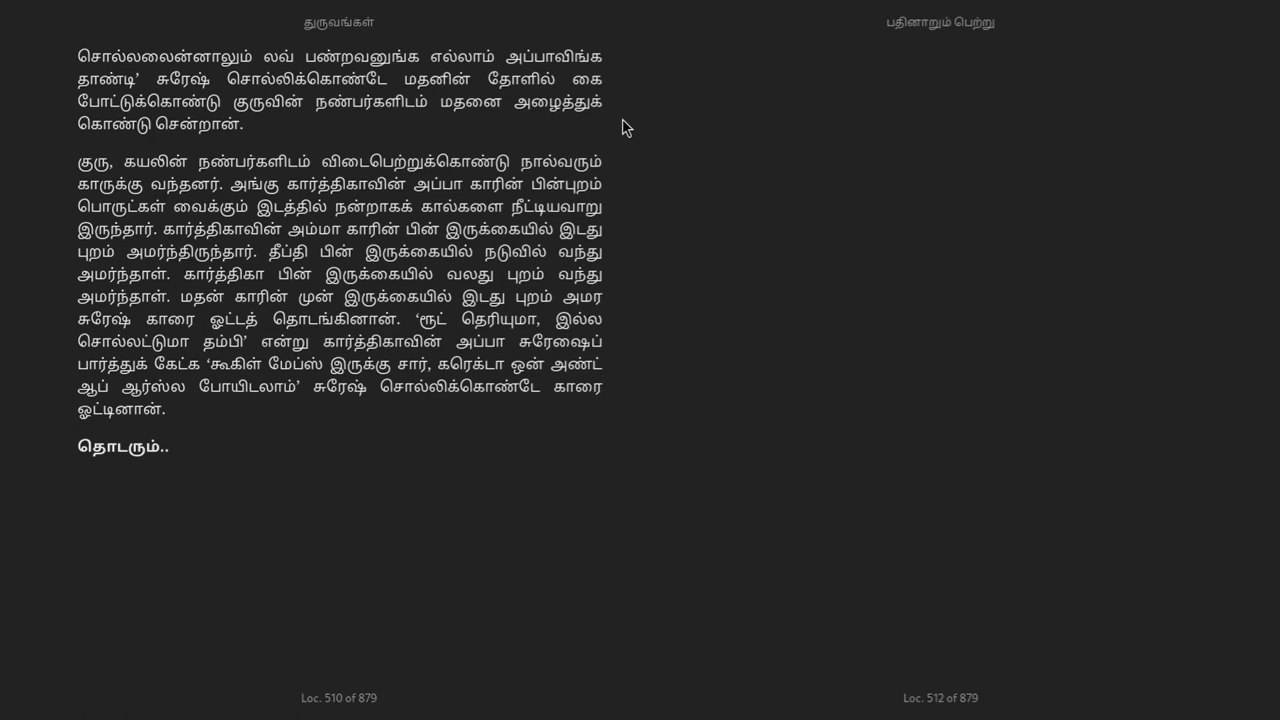 துருவங்கள்
சொல்லலைன்னாலும் லவ் பண்றவனுங்க எல்லாம் அப்பாவிங்க
தாண்டி’ சுரேஷ் சொல்லிக்கொண்டே மதனின் தோளில் கை
போட்டுக்கொண்டு குருவின் நண்பர்களிடம் மதனை அழைத்துக்
கொண்டு சென்றான்.
குரு, கயலின் நண்பர்களிடம் விடைபெற்றுக்கொண்டு நால்வரும்
காருக்கு வந்தனர். அங்கு கார்த்திகாவின் அப்பா காரின் பின்புறம்
பொருட்கள் வைக்கும் இடத்தில் நன்றாகக் கால்களை நீட்டியவாறு
இருந்தார். கார்த்திகாவின் அம்மா காரின் பின் இருக்கையில் இடது
புறம் அமர்ந்திருந்தார். தீப்தி பின் இருக்கையில் நடுவில் வந்து
அமர்ந்தாள். கார்த்திகா பின் இருக்கையில் வலது புறம் வந்து
அமர்ந்தாள். மதன் காரின் முன் இருக்கையில் இடது புறம் அமர
சுரேஷ் காரை ஓட்டத் தொடங்கினான். ‘ரூட் தெரியுமா, இல்ல
சொல்லட்டுமா தம்பி’ என்று கார்த்திகாவின் அப்பா சுரேஷைப்
பார்த்துக் கேட்க ‘கூகிள் மேப்ஸ் இருக்கு சார், கரெக்டா ஒன் அண்ட்
ஆப் ஆர்ஸ்ல போயிடலாம்’ சுரேஷ் சொல்லிக்கொண்டே காரை
ஓட்டினான்.
தொடரும்..
Loc. 510 of 879
பதினாறும் பெற்று
Loc. 512 of 879